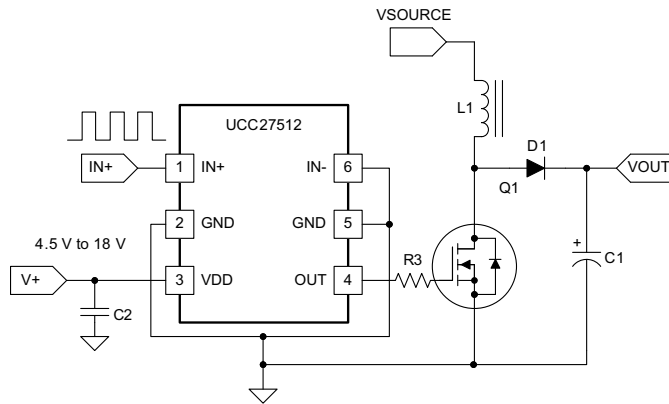 VSOURCE
L1
UCC27512
D1
IN+
1
IN+
IN-
6
VOUT
Q1
2
GND
GND
5
4.5 V to 18 V
R3
+
C1
V+
3
VDD
OUT
4
C2